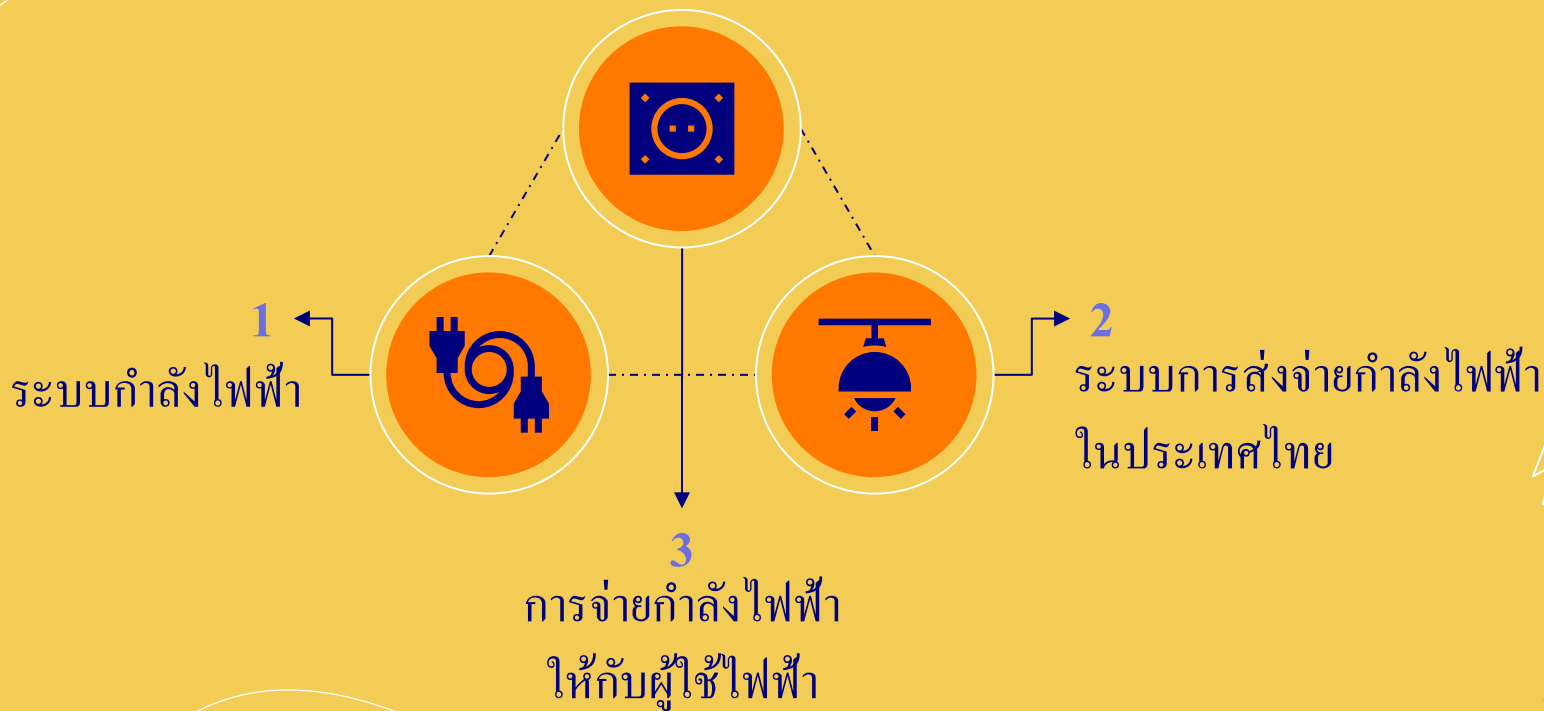 1
ระบบกำลังไฟฟ้า
2
ระบบการส่งจ่ายกำลังไฟฟ้า
ในประเทศไทย
3
การจ่ายกำลังไฟฟ้า
ให้กับผู้ใช้ไฟฟ้า